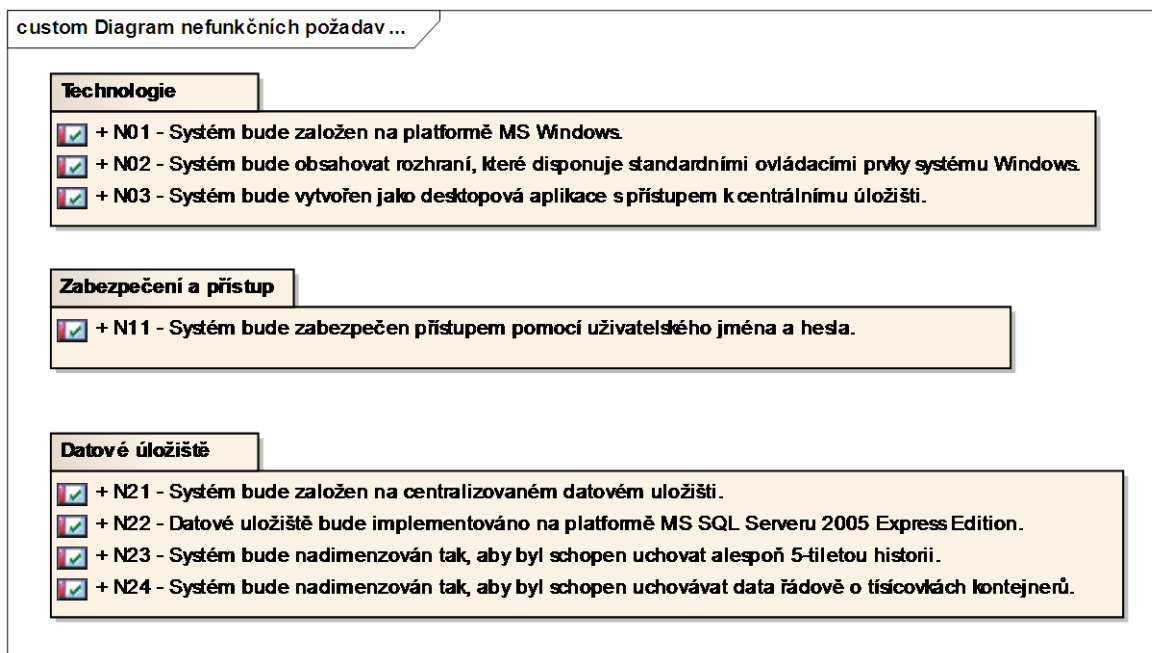 custom Diagram nefunkčních požadav ...
Technologie
+ N01 - Systém bude založen na platformě MS Windows.
+ N02 - Systém bude obsahovat rozhraní, které disponuje standardními ovládacími prvky systému Windows.
+ N03 - Systém bude vytvořen jako desktopová aplikace s přístupem k centrálnímu úložišti.
Zabezpečení a přístup
+ N11 - Systém bude zabezpečen přístupem pomocí uživatelského jména a hesla.
Datové úložiště
+ N21 - Systém bude založen na centralizovaném datovém uložišti.
+ N22 - Datové uložiště bude implementováno na platformě MS SQL Serveru 2005 Express Edition.
+ N23 - Systém bude nadimenzován tak, aby byl schopen uchovat alespoň 5-tiletou historii.
+ N24 - Systém bude nadimenzován tak, aby byl schopen uchovávat data řádově o tisícovkách kontejnerů.